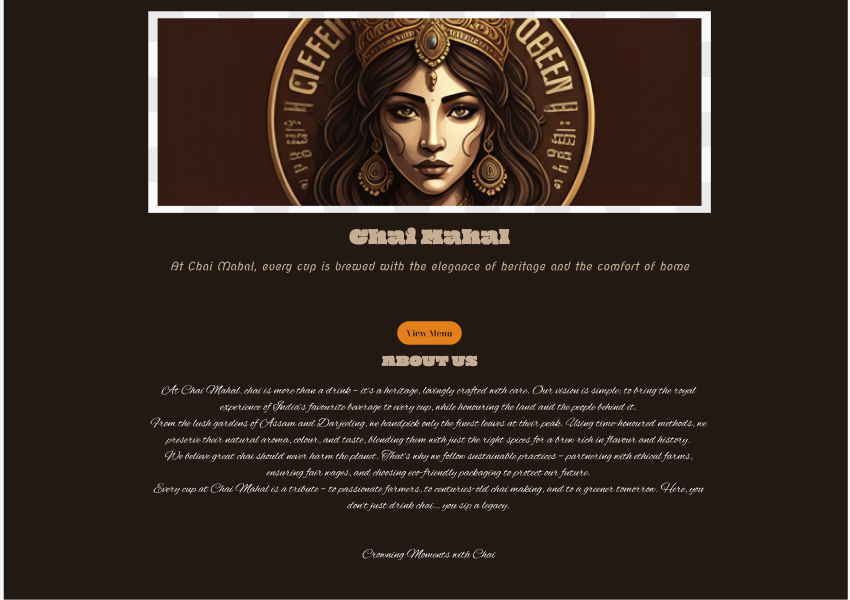 QBEEN
Chai Mahal
At Chai Mahal, every cup is brewed with the elegance of heritage and the comfort of home
View Menu
ABOUT US
At Chai Mahal, chai is more than a drink – it's a heritage, lovingly crafted with care. Our vision is simple: to bring the royal
experience of India's favourite beverage to every cup, while honouring the land and the people behind it.
From the lush gardens of Assam and Darjeeling, we handpick only the finest leaves at their peak. Using time-honoured methods, we
preserve their natural aroma, colour, and taste, blending them with just the right spices for a brew rich in flavour and history.
We believe great chai should never harm the planet. That's why we follow sustainable practices – partnering with ethical farms,
ensuring fair wages, and choosing eco-friendly packaging to protect our future.
Every cup at Chai Mahal is a tribute – to passionate farmers, to centuries-old chai making, and to a greener tomorrow. Here, you
don't just drink chai... you sip a legacy.
Crowning Moments with Chai